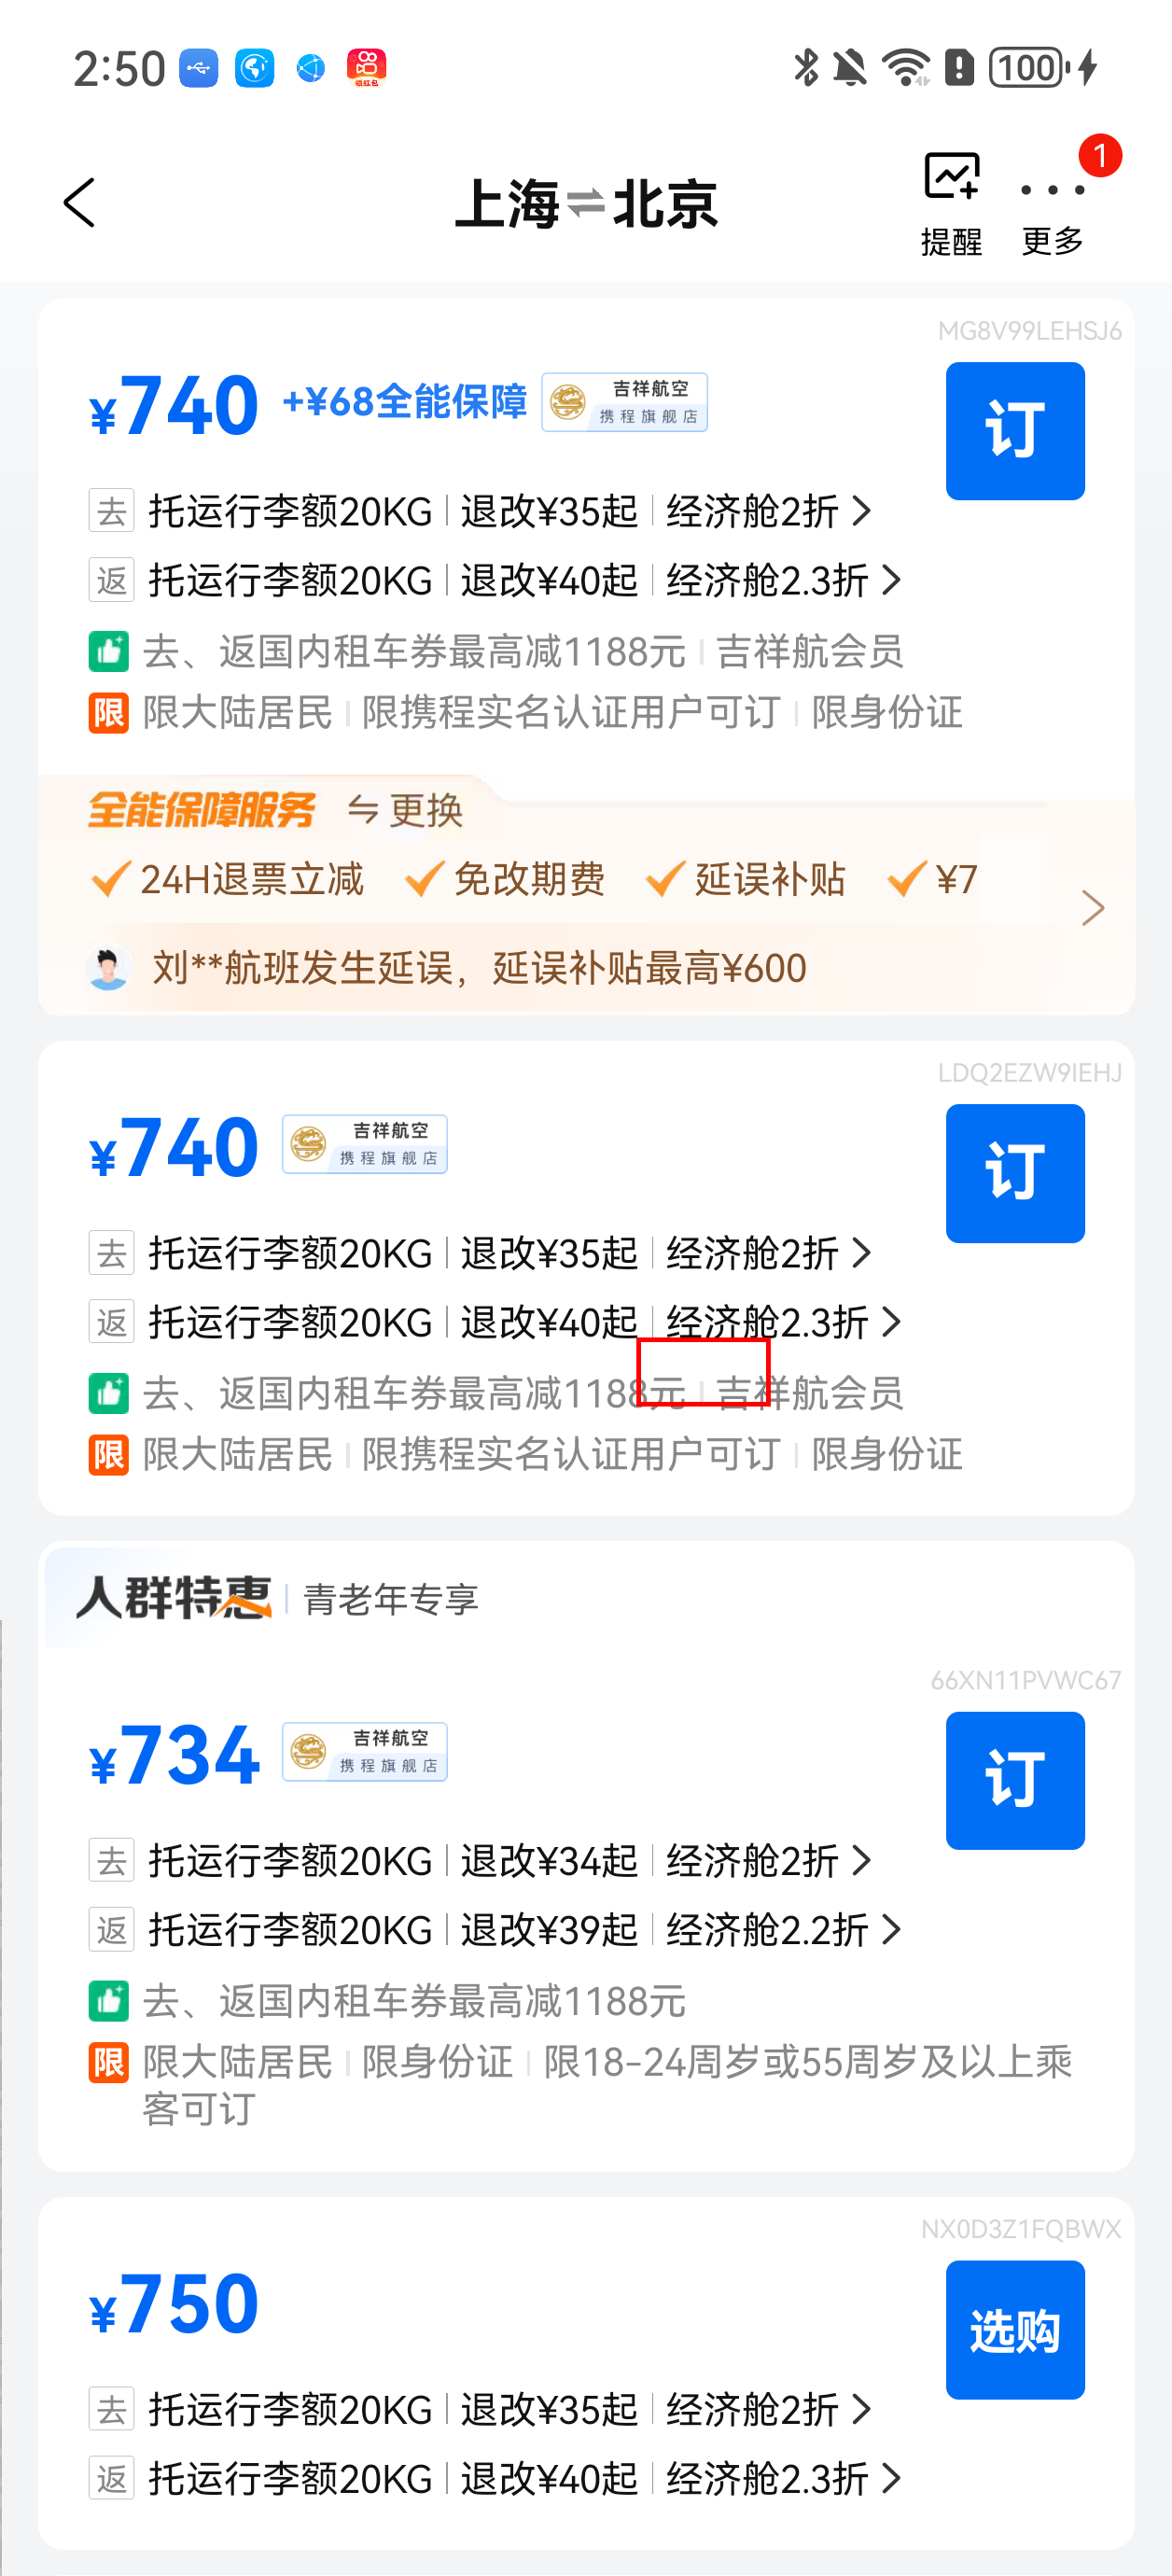 2:50
领红包
100
上海⇌北京
提醒
更多
1
MG8V99LEHSJ6
¥740 +¥68全能保障 吉祥航空 携程旗舰店
订
去 托运行李额20KG 退改¥35起 经济舱2折
返 托运行李额20KG 退改¥40起 经济舱2.3折
去、返国内租车券最高减1188元 吉祥航会员
限 限大陆居民 限携程实名认证用户可订 限身份证
全能保障服务 更换
24H退票立减 免改期费 延误补贴 ¥7
刘**航班发生延误，延误补贴最高¥600
LDQ2EZW9IEHJ
¥740 吉祥航空 携程旗舰店
订
去 托运行李额20KG 退改¥35起 经济舱2折
返 托运行李额20KG 退改¥40起 经济舱2.3折
去、返国内租车券最高减1188元 吉祥航会员
限 限大陆居民 限携程实名认证用户可订 限身份证
人群特惠 青老年专享
66XN11PVWC67
¥734 吉祥航空 携程旗舰店
订
去 托运行李额20KG 退改¥34起 经济舱2折
返 托运行李额20KG 退改¥39起 经济舱2.2折
去、返国内租车券最高减1188元
限 限大陆居民 限身份证 限18-24周岁或55周岁及以上乘
客可订
NX0D3Z1FQBWX
¥750
选购
去 托运行李额20KG 退改¥35起 经济舱2折
返 托运行李额20KG 退改¥40起 经济舱2.3折